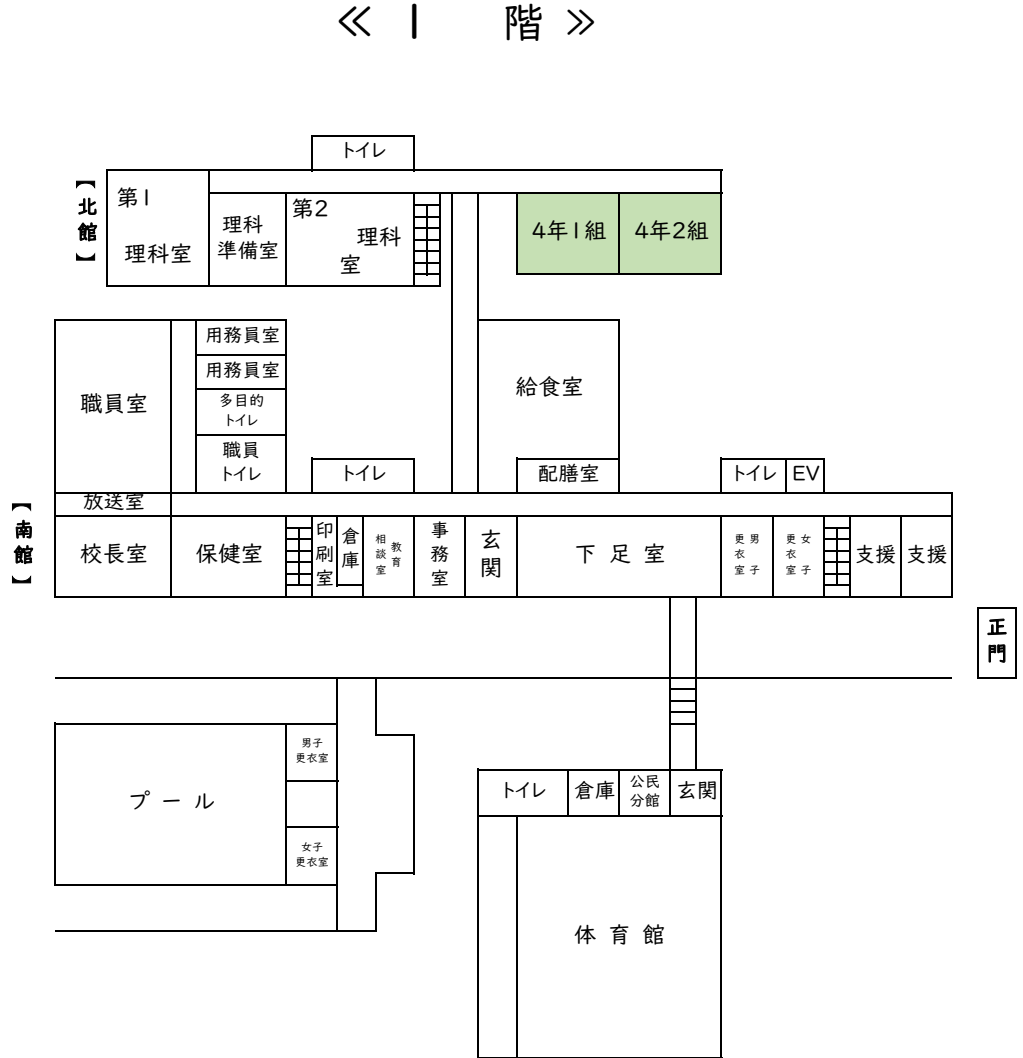 ≪ 1 階 ≫
トイレ
【北館】
第1
理科室
理科
準備室
第2
理科
室
4年1組
4年2組
職員室
用務員室
用務員室
多目的
トイレ
職員
トイレ
給食室
トイレ
配膳室
トイレ
EV
放送室
【南館】
校長室
保健室
印刷室
倉庫
教育
相談室
事務室
玄関
下足室
男子
更衣室
女子
更衣室
支援
支援
正門
プール
男子
更衣室
女子
更衣室
トイレ
倉庫
公民
分館
玄関
体育館